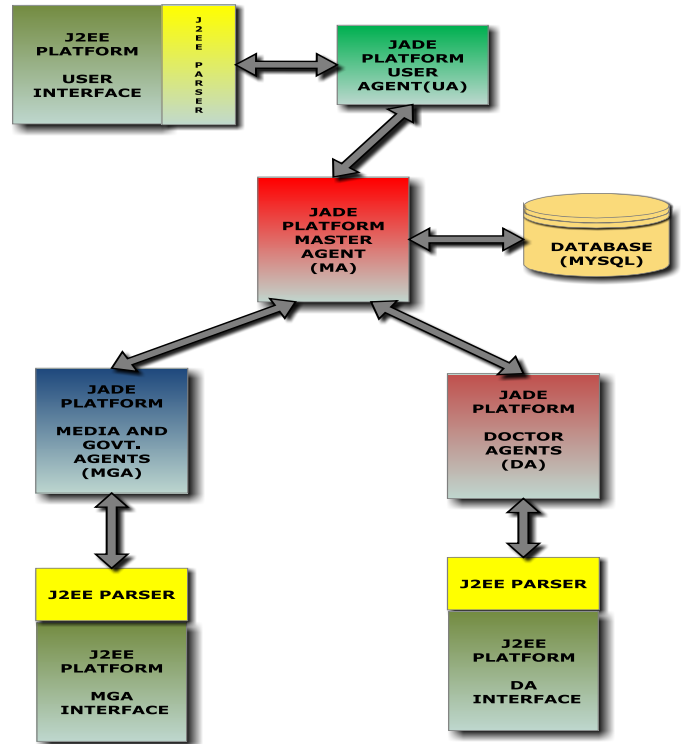 J2EE
PLATFORM
USER
INTERFACE
J2EE PARSER
JADE
PLATFORM
USER
AGENT(UA)
JADE
PLATFORM
MASTER
AGENT
(MA)
DATABASE
(MYSQL)
JADE
PLATFORM
MEDIA AND
GOVT.
AGENTS
(MGA)
JADE
PLATFORM
DOCTOR
AGENTS
(DA)
J2EE PARSER
J2EE
PLATFORM
MGA
INTERFACE
J2EE PARSER
J2EE
PLATFORM
DA
INTERFACE